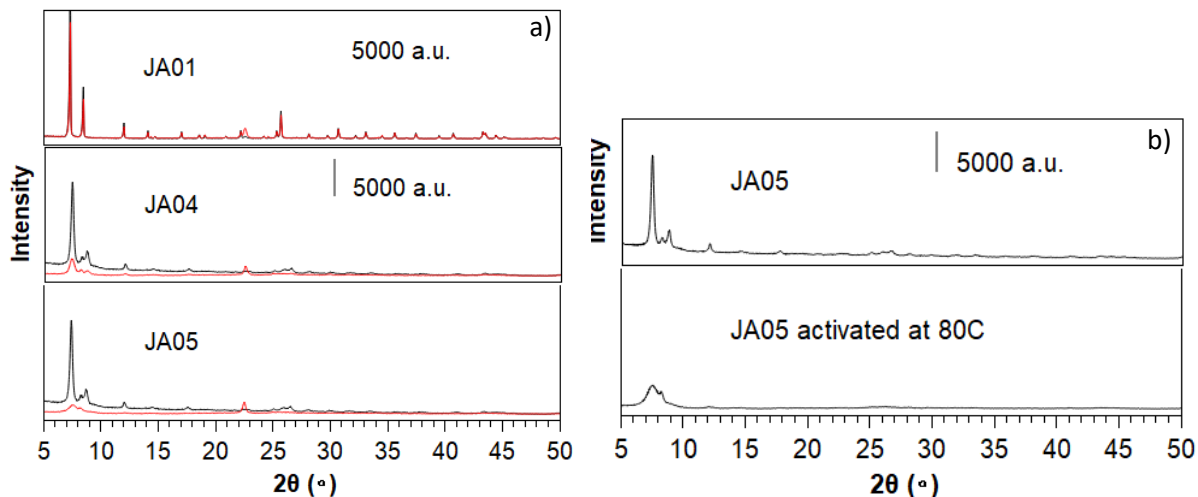 a)
JA01
5000 a.u.
JA04
5000 a.u.
JA05
Intensity
5 10 15 20 25 30 35 40 45 50
2θ (°)
b)
JA05
5000 a.u.
JA05 activated at 80C
Intensity
5 10 15 20 25 30 35 40 45 50
2θ (°)